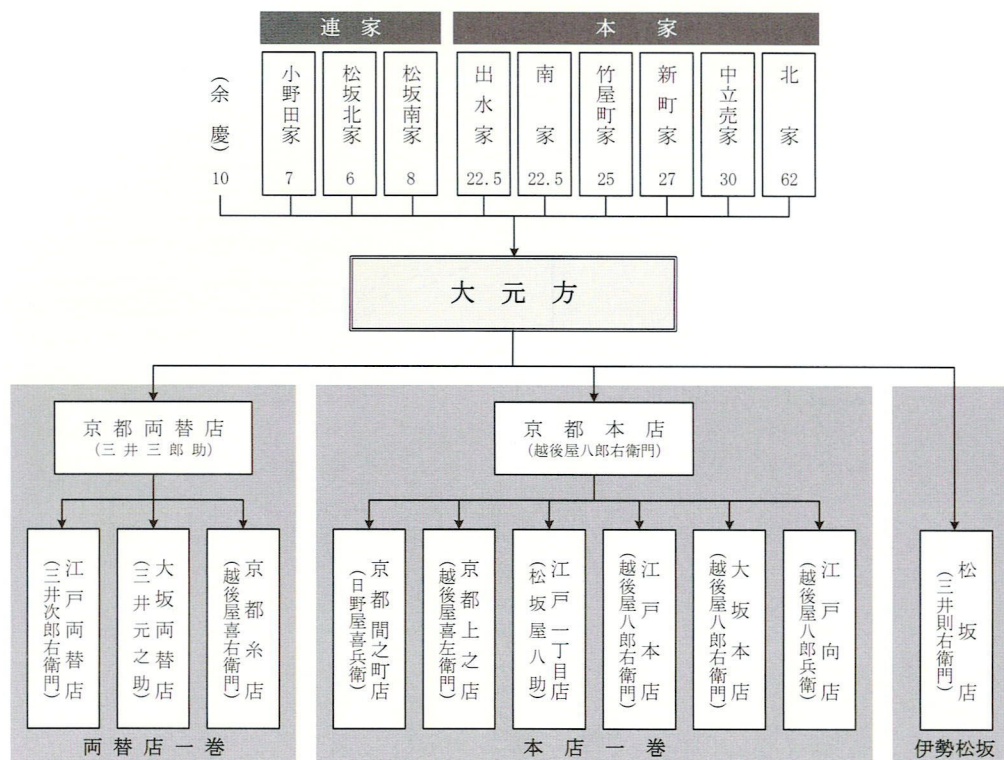 連家
本家
(余慶)
10
小野田家
7
松坂北家
6
松坂南家
8
出水家
22.5
南家
22.5
竹屋町家
25
新町家
27
中立売家
30
北家
62
大元方
京都両替店
(三井三郎助)
京都本店
(越後屋八郎右衛門)
江戸両替店
(三井次郎右衛門)
大坂両替店
(三井元之助)
京都糸店
(越後屋喜右衛門)
京都間之町店
(日野屋喜兵衛)
京都上之店
(越後屋喜左衛門)
江戸一丁目店
(松坂屋八助)
江戸本店
(越後屋八郎右衛門)
大坂本店
(越後屋八郎右衛門)
江戸向店
(越後屋八郎兵衛)
松坂店
(三井則右衛門)
両替店一巻
本店一巻
伊勢松坂